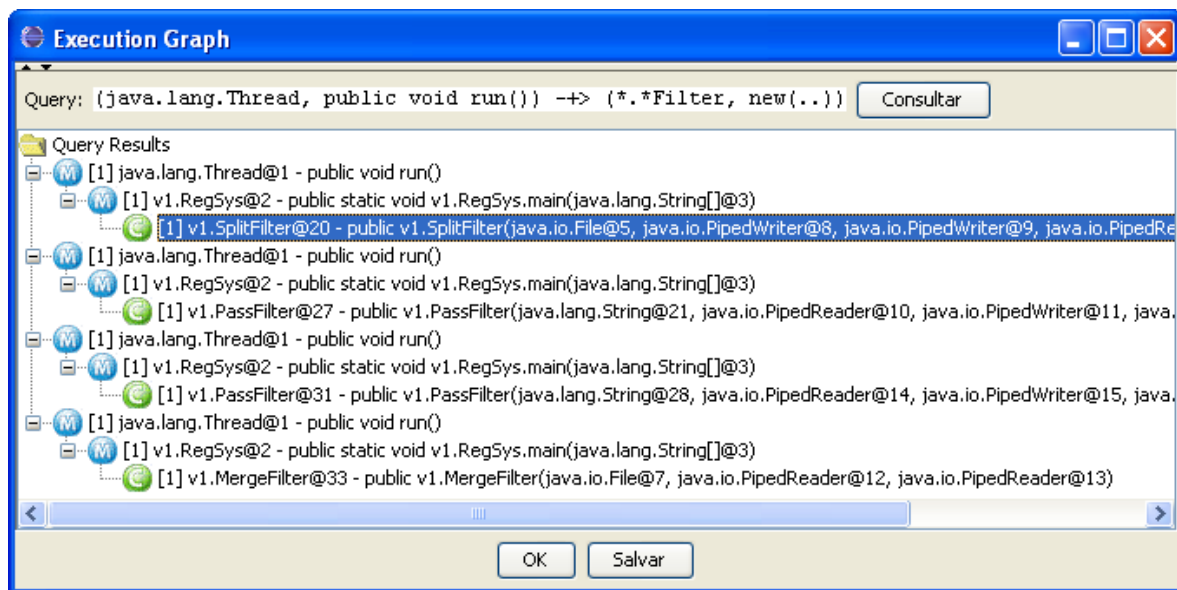 Execution Graph
Query: (java.lang.Thread, public void run()) -+> (*.*Filter, new(..)) Consultar
Query Results
[1] java.lang.Thread@1 - public void run()
[1] v1.RegSys@2 - public static void v1.RegSys.main(java.lang.String[]@3)
[1] v1.SplitFilter@20 - public v1.SplitFilter(java.io.File@5, java.io.PipedWriter@8, java.io.PipedWriter@9, java.io.PipedRe
[1] java.lang.Thread@1 - public void run()
[1] v1.RegSys@2 - public static void v1.RegSys.main(java.lang.String[]@3)
[1] v1.PassFilter@27 - public v1.PassFilter(java.lang.String@21, java.io.PipedReader@10, java.io.PipedWriter@11, java.
[1] java.lang.Thread@1 - public void run()
[1] v1.RegSys@2 - public static void v1.RegSys.main(java.lang.String[]@3)
[1] v1.PassFilter@31 - public v1.PassFilter(java.lang.String@28, java.io.PipedReader@14, java.io.PipedWriter@15, java.
[1] java.lang.Thread@1 - public void run()
[1] v1.RegSys@2 - public static void v1.RegSys.main(java.lang.String[]@3)
[1] v1.MergeFilter@33 - public v1.MergeFilter(java.io.File@7, java.io.PipedReader@12, java.io.PipedReader@13)
OK Salvar